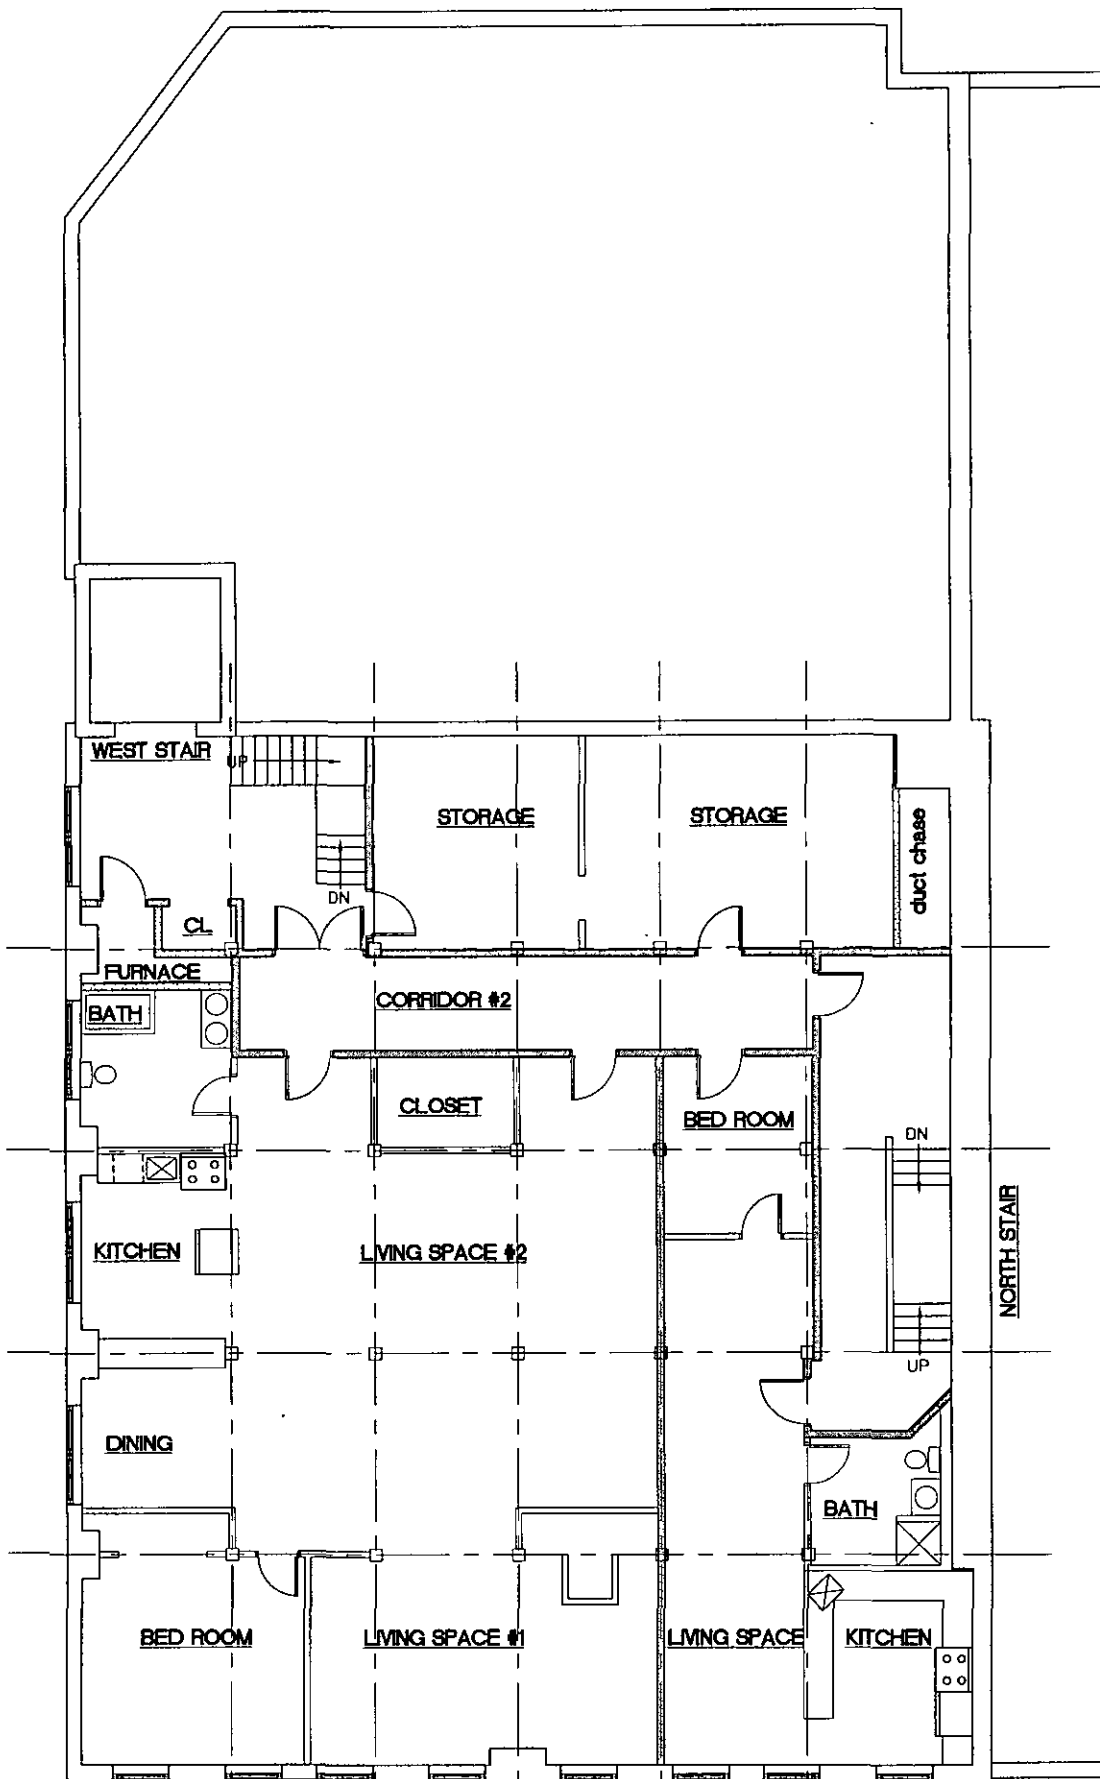 WEST STAIR
UP
STORAGE
STORAGE
duct chase
DN
CL
FURNACE
BATH
CORRIDOR #2
CLOSET
BED ROOM
DN
KITCHEN
LIVING SPACE #2
NORTH STAIR
UP
DINING
BATH
BED ROOM
LIVING SPACE #1
LIVING SPACE
KITCHEN